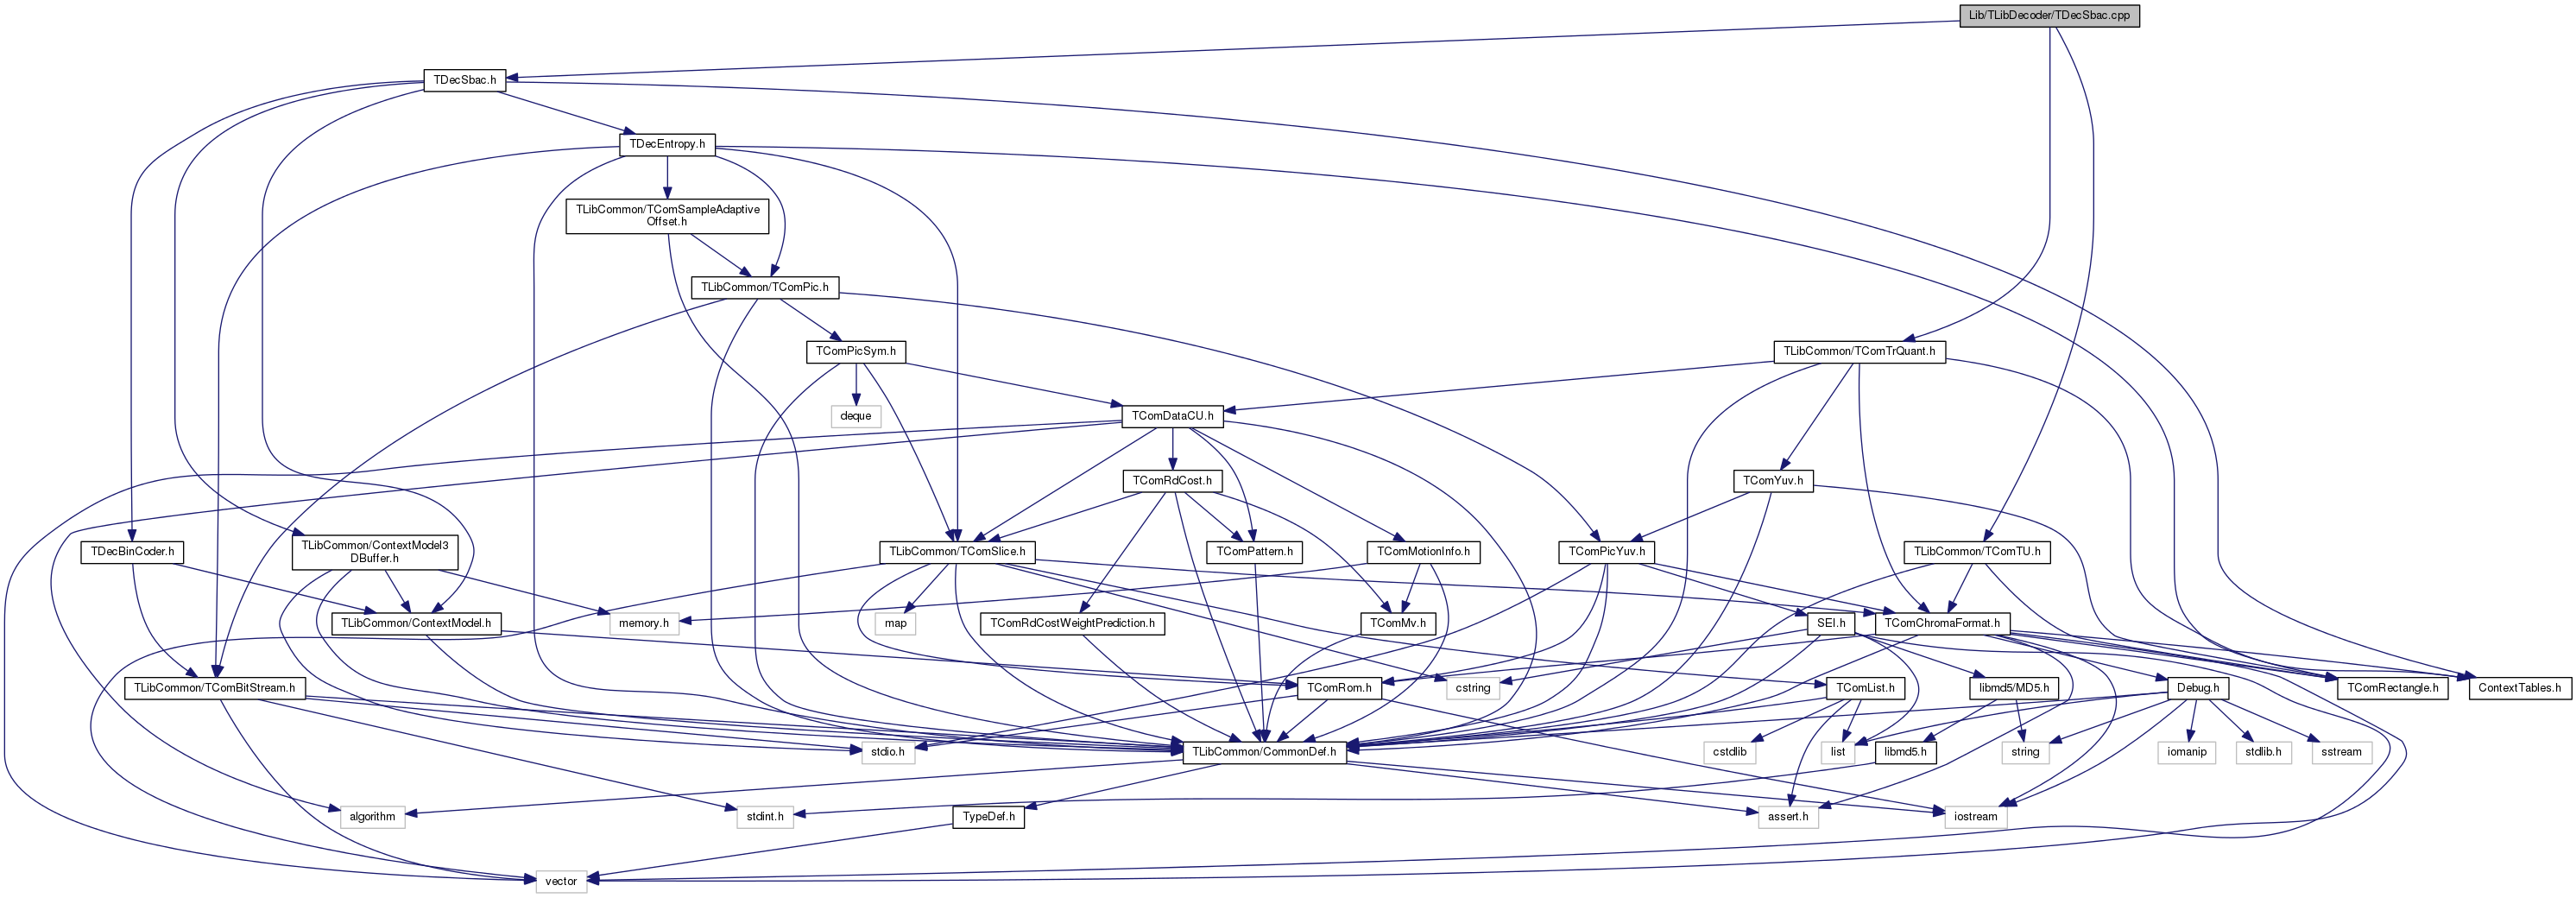 Lib/TLibDecoder/TDecSbac.cpp
TDecSbac.h
TDecEntropy.h
TLibCommon/TComSampleAdaptive
Offset.h
TLibCommon/TComPic.h
TComPicSym.h
TLibCommon/TComTrQuant.h
deque
TComDataCU.h
TComRdCost.h
TComYuv.h
TDecBinCoder.h
TLibCommon/ContextModel3
DBuffer.h
TLibCommon/TComSlice.h
TComPattern.h
TComMotionInfo.h
TComPicYuv.h
TLibCommon/TComTU.h
TLibCommon/ContextModel.h
memory.h
map
TComRdCostWeightPrediction.h
TComMv.h
SEI.h
TComChromaFormat.h
TLibCommon/TComBitStream.h
TComRom.h
cstring
TComList.h
libmd5/MD5.h
Debug.h
TComRectangle.h
ContextTables.h
stdio.h
TLibCommon/CommonDef.h
cstdlib
list
libmd5.h
string
iomanip
stdlib.h
sstream
algorithm
stdint.h
TypeDef.h
assert.h
iostream
vector